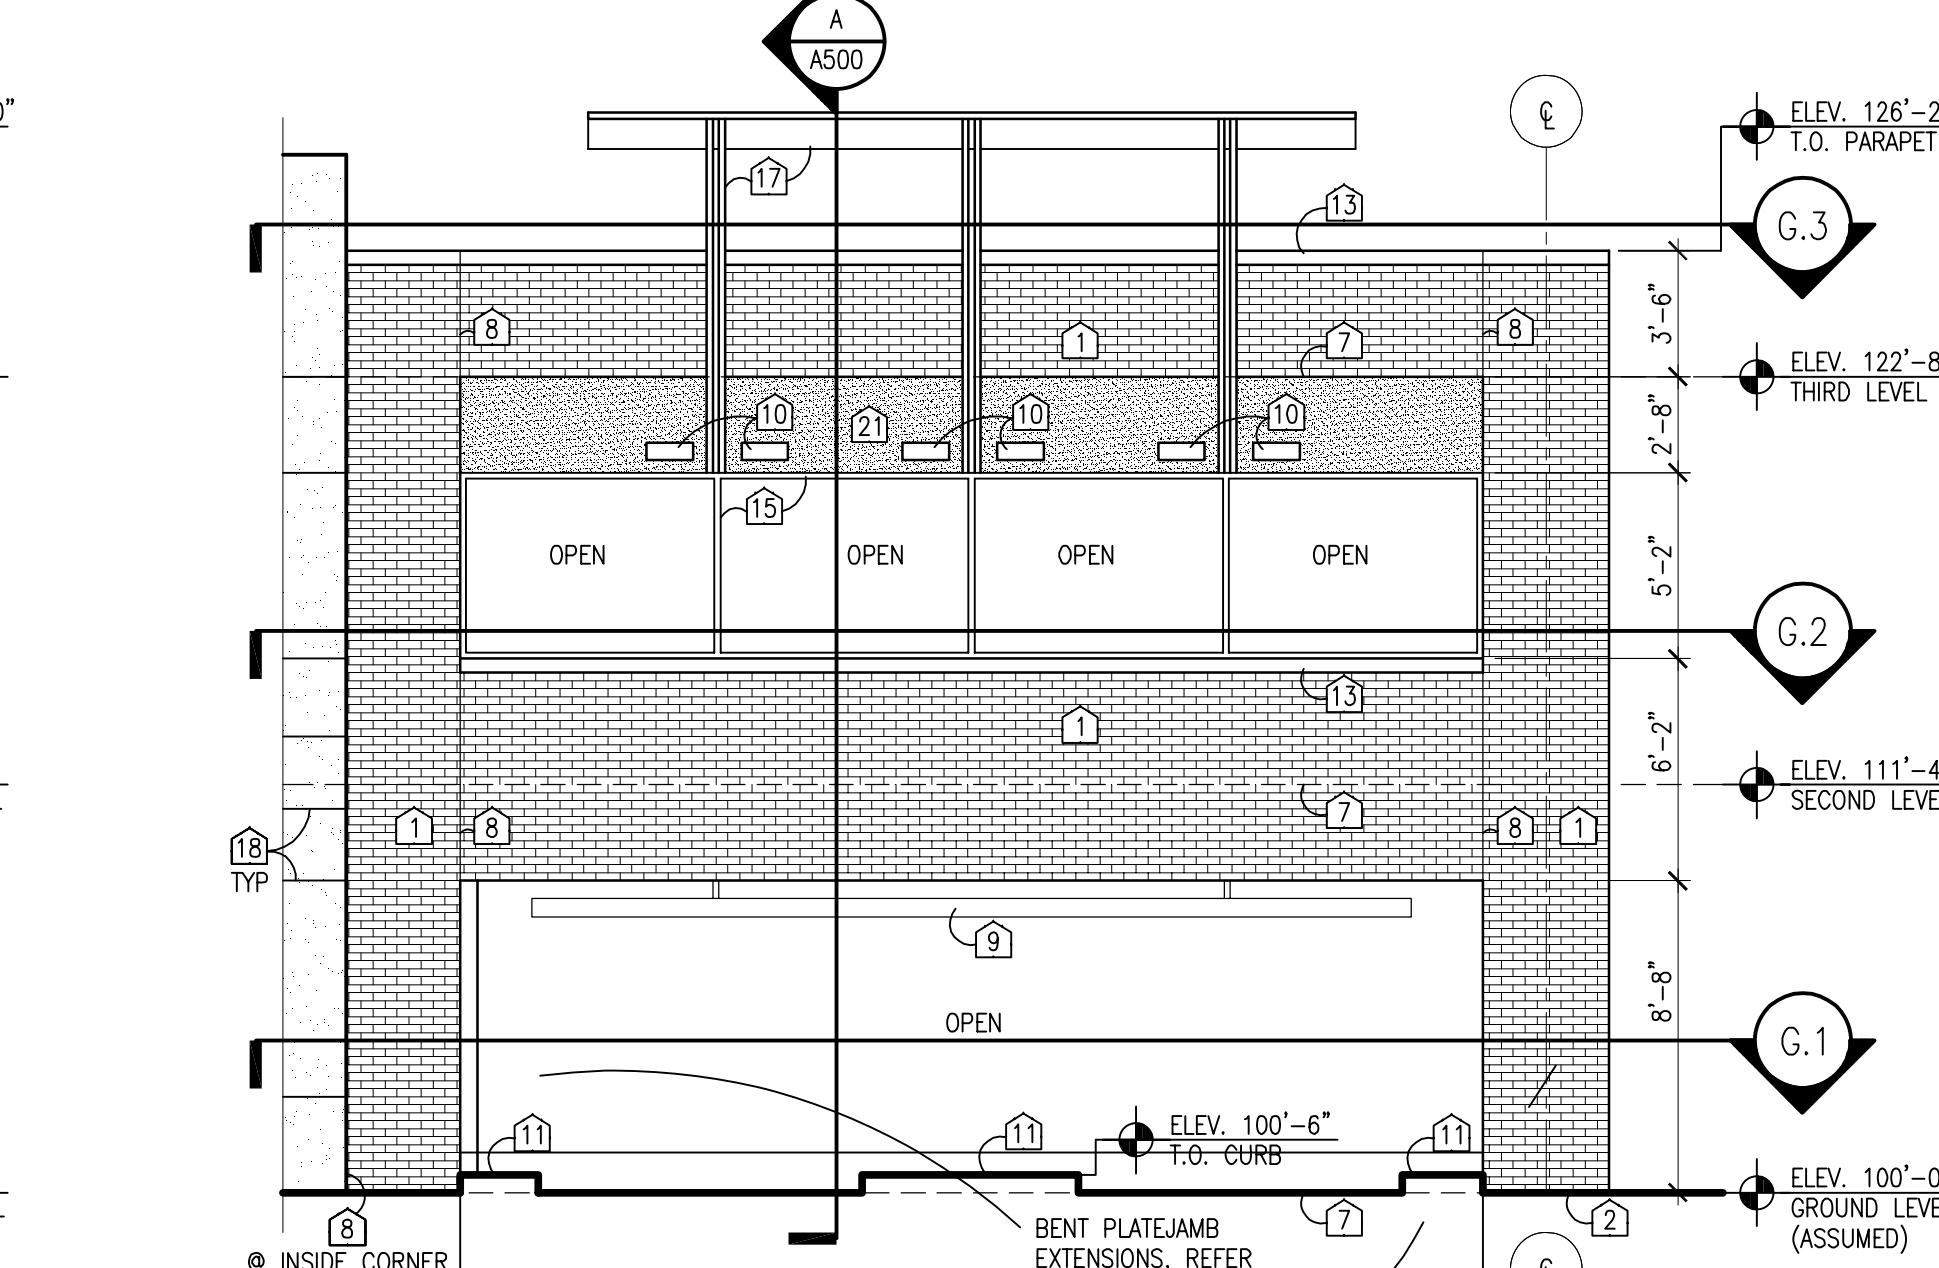 A
A500
0"
℄
ELEV. 126'-2
T.O. PARAPET
17
13
G.3
8
1
7
8
3'-6"
ELEV. 122'-8
THIRD LEVEL
10
21
10
10
2'-8"
15
OPEN
OPEN
OPEN
OPEN
5'-2"
G.2
13
1
6'-2"
ELEV. 111'-4
SECOND LEVE
7
1
8
8
1
18
TYP
9
8'-8"
OPEN
G.1
11
11
11
ELEV. 100'-6"
T.O. CURB
ELEV. 100'-0
GROUND LEVE
(ASSUMED)
8
7
2
BENT PLATEJAMB
EXTENSIONS, REFER
@ INSIDE CORNER